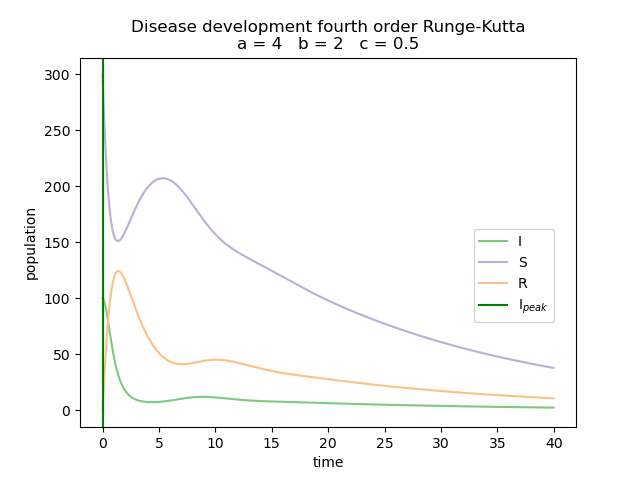 Disease development fourth order Runge-Kutta
a = 4   b = 2   c = 0.5
population
300
250
200
150
100
50
0
I
S
R
I_peak
0 5 10 15 20 25 30 35 40
time